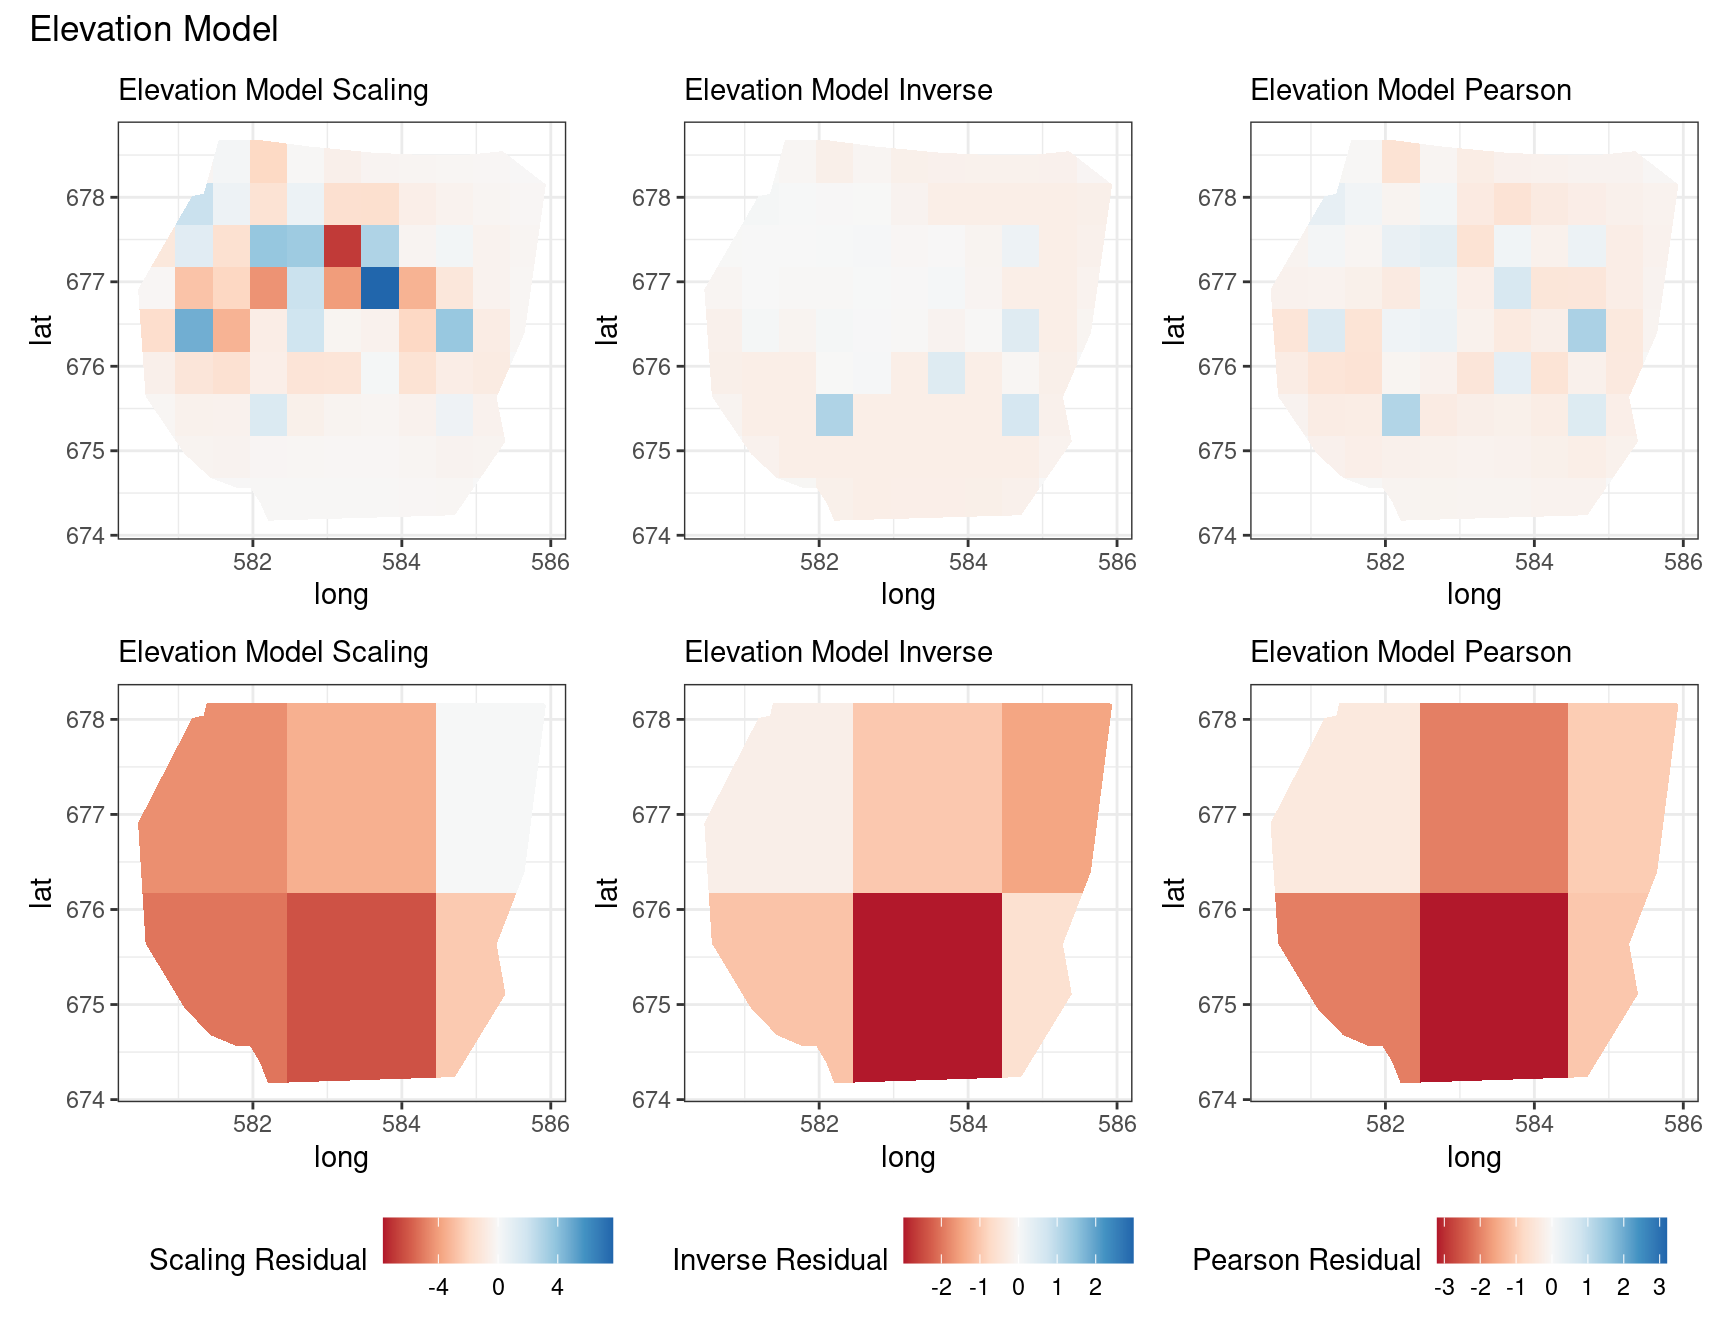 Elevation Model
Elevation Model Scaling
Elevation Model Inverse
Elevation Model Pearson
678
677
676
675
674
lat
582 584 586
long
678
677
676
675
674
lat
582 584 586
long
678
677
676
675
674
lat
582 584 586
long
Elevation Model Scaling
Elevation Model Inverse
Elevation Model Pearson
678
677
676
675
674
lat
582 584 586
long
678
677
676
675
674
lat
582 584 586
long
678
677
676
675
674
lat
582 584 586
long
Scaling Residual
-4 0 4
Inverse Residual
-2 -1 0 1 2
Pearson Residual
-3 -2 -1 0 1 2 3